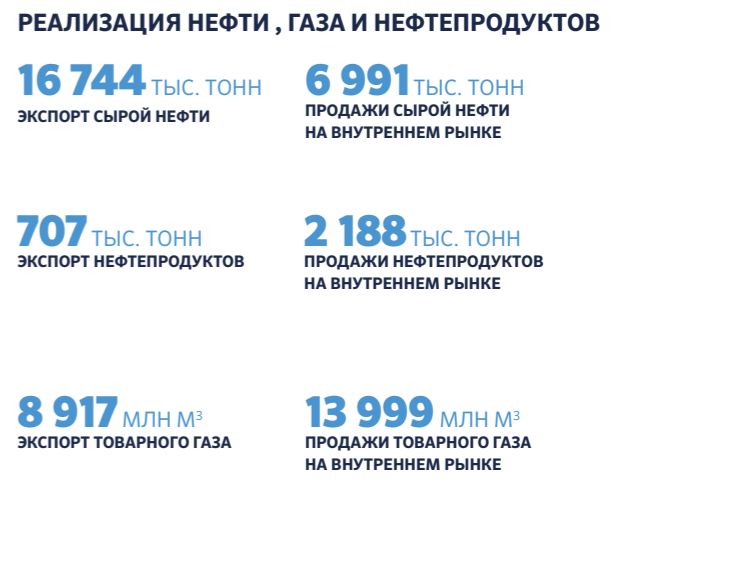 РЕАЛИЗАЦИЯ НЕФТИ , ГАЗА И НЕФТЕПРОДУКТОВ
16 744 ТЫС. ТОНН
ЭКСПОРТ СЫРОЙ НЕФТИ
6 991 ТЫС. ТОНН
ПРОДАЖИ СЫРОЙ НЕФТИ
НА ВНУТРЕННЕМ РЫНКЕ
707 ТЫС. ТОНН
ЭКСПОРТ НЕФТЕПРОДУКТОВ
2 188 ТЫС. ТОНН
ПРОДАЖИ НЕФТЕПРОДУКТОВ
НА ВНУТРЕННЕМ РЫНКЕ
8 917 МЛН М³
ЭКСПОРТ ТОВАРНОГО ГАЗА
13 999 МЛН М³
ПРОДАЖИ ТОВАРНОГО ГАЗА
НА ВНУТРЕННЕМ РЫНКЕ